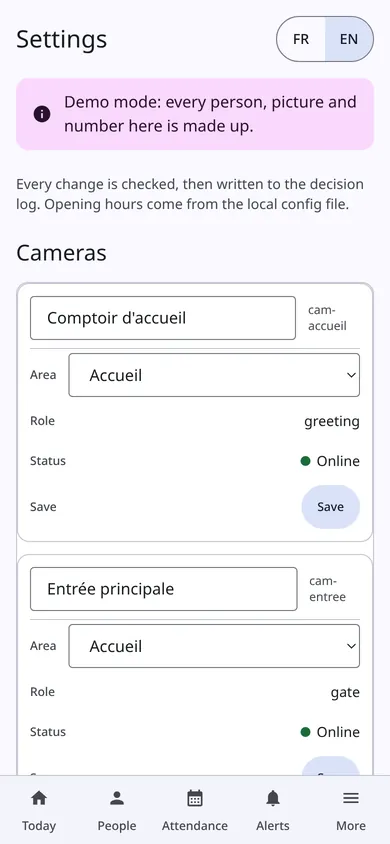 Settings
FR EN
Demo mode: every person, picture and
number here is made up.
Every change is checked, then written to the decision
log. Opening hours come from the local config file.
Cameras
Comptoir d'accueil
cam-
accueil
Area Accueil
Role greeting
Status Online
Save Save
Entrée principale
cam-
entree
Area Accueil
Role gate
Status Online
Today People Attendance Alerts More